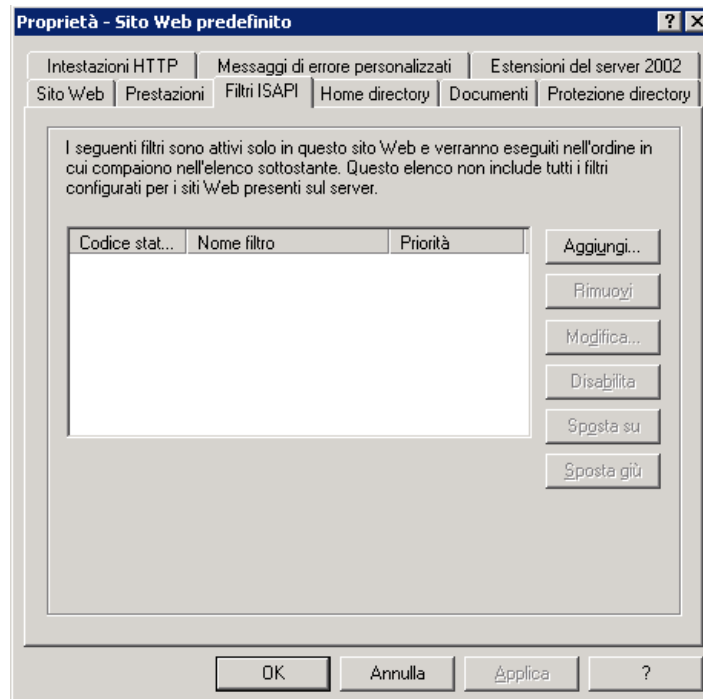 Proprietà - Sito Web predefinito
Intestazioni HTTP Messaggi di errore personalizzati Estensioni del server 2002
Sito Web Prestazioni Filtri ISAPI Home directory Documenti Protezione directory
I seguenti filtri sono attivi solo in questo sito Web e verranno eseguiti nell'ordine in
cui compaiono nell'elenco sottostante. Questo elenco non include tutti i filtri
configurati per i siti Web presenti sul server.
Codice stat... Nome filtro Priorità
Aggiungi...
Rimuovi
Modifica...
Disabilita
Sposta su
Sposta giù
OK Annulla Applica ?